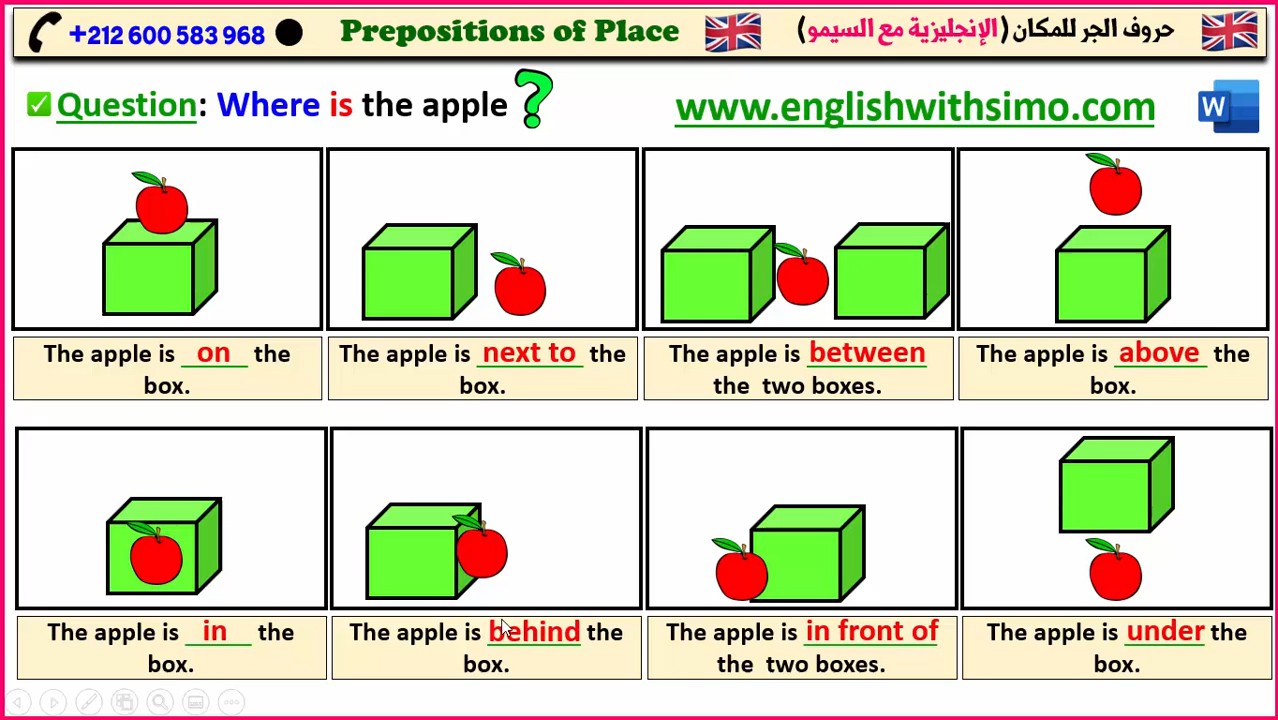 +212 600 583 968
Prepositions of Place
حروف الجر للمكان (الإنجليزية مع السيمو)
Question: Where is the apple ?
www.englishwithsimo.com
W
The apple is on the
box.
The apple is next to the
box.
The apple is between
the two boxes.
The apple is above the
box.
The apple is in the
box.
The apple is behind the
box.
The apple is in front of
the two boxes.
The apple is under the
box.